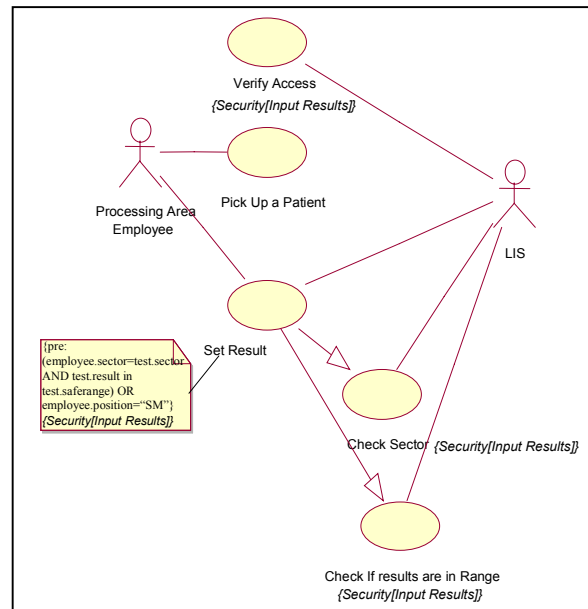 Verify Access
{Security[Input Results]}
Pick Up a Patient
Processing Area
Employee
LIS
Set Result
{pre:
(employee.sector=test.sector
AND test.result in
test.saferange) OR
employee.position=“SM”}
{Security[Input Results]}
Check Sector {Security[Input Results]}
Check If results are in Range
{Security[Input Results]}